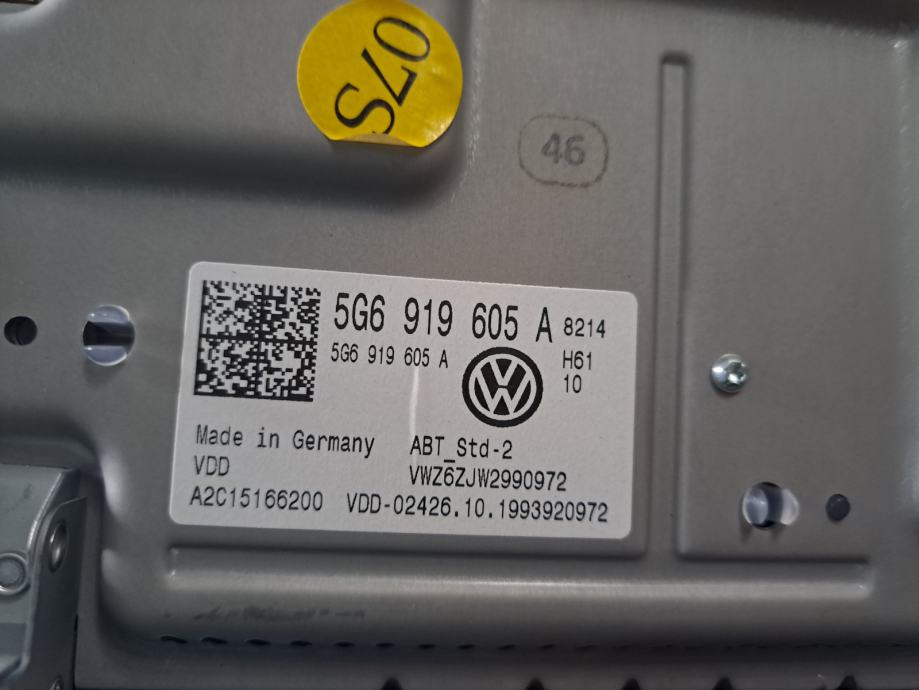 07S
46
5G6 919 605 A 8214
5G6 919 605 A
H61
10
Made in Germany
ABT_Std-2
VDD
VWZ6ZJW2990972
A2C15166200
VDD-02426.10.1993920972